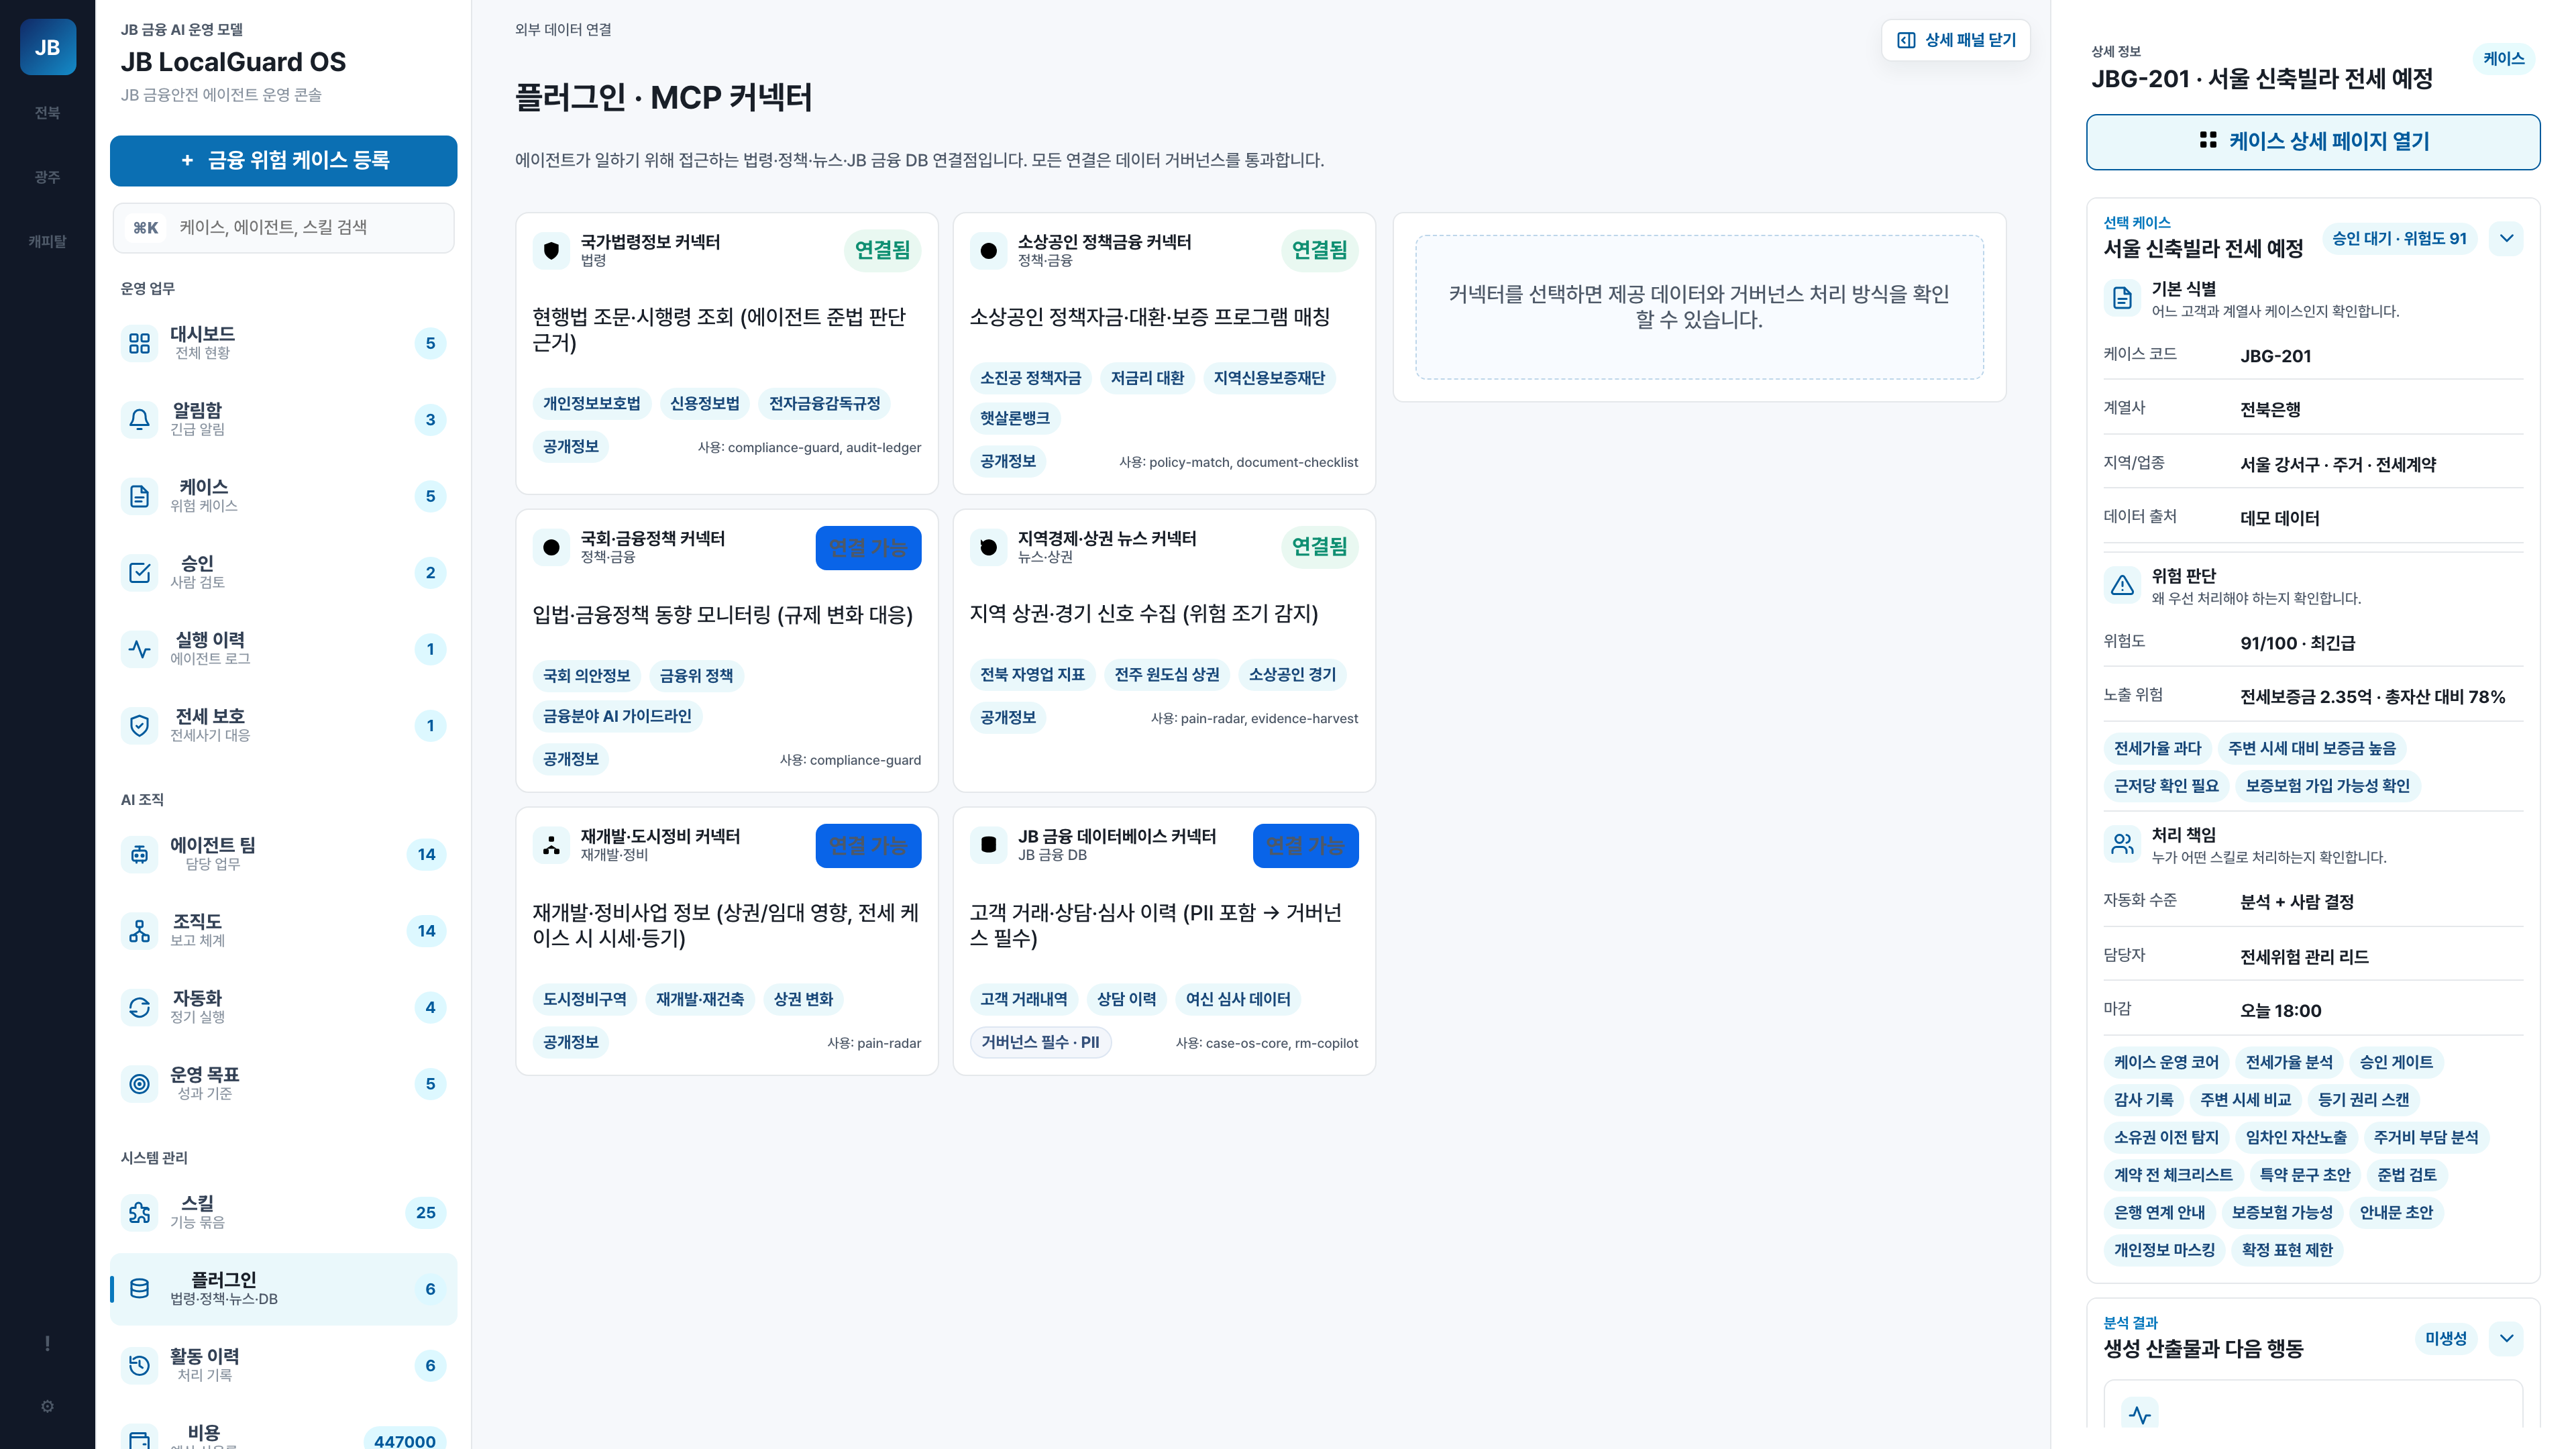 JB
전북
광주
캐피탈
!
JB 금융 AI 운영 모델
JB LocalGuard OS
JB 금융안전 에이전트 운영 콘솔
+ 금융 위험 케이스 등록
⌘K 케이스, 에이전트, 스킬 검색
운영 업무
대시보드
전체 현황
5
알림함
긴급 알림
3
케이스
위험 케이스
5
승인
사람 검토
2
실행 이력
에이전트 로그
1
전세 보호
전세사기 대응
1
AI 조직
에이전트 팀
담당 업무
14
조직도
보고 체계
14
자동화
정기 실행
4
운영 목표
성과 기준
5
시스템 관리
스킬
기능 묶음
25
플러그인
법령·정책·뉴스·DB
6
활동 이력
처리 기록
6
비용
447000
외부 데이터 연결
상세 패널 닫기
플러그인 · MCP 커넥터
에이전트가 일하기 위해 접근하는 법령·정책·뉴스·JB 금융 DB 연결점입니다. 모든 연결은 데이터 거버넌스를 통과합니다.
국가법령정보 커넥터
법령
연결됨
현행법 조문·시행령 조회 (에이전트 준법 판단
근거)
개인정보보호법 신용정보법 전자금융감독규정
공개정보 사용: compliance-guard, audit-ledger
소상공인 정책금융 커넥터
정책·금융
연결됨
소상공인 정책자금·대환·보증 프로그램 매칭
소진공 정책자금 저금리 대환 지역신용보증재단
햇살론뱅크
공개정보 사용: policy-match, document-checklist
커넥터를 선택하면 제공 데이터와 거버넌스 처리 방식을 확인
할 수 있습니다.
국회·금융정책 커넥터
정책·금융
연결 가능
입법·금융정책 동향 모니터링 (규제 변화 대응)
국회 의안정보 금융위 정책
금융분야 AI 가이드라인
공개정보 사용: compliance-guard
지역경제·상권 뉴스 커넥터
뉴스·상권
연결됨
지역 상권·경기 신호 수집 (위험 조기 감지)
전북 자영업 지표 전주 원도심 상권 소상공인 경기
공개정보 사용: pain-radar, evidence-harvest
재개발·도시정비 커넥터
재개발·정비
연결 가능
재개발·정비사업 정보 (상권/임대 영향, 전세 케
이스 시 시세·등기)
도시정비구역 재개발·재건축 상권 변화
공개정보 사용: pain-radar
JB 금융 데이터베이스 커넥터
JB 금융 DB
연결 가능
고객 거래·상담·심사 이력 (PII 포함 → 거버넌
스 필수)
고객 거래내역 상담 이력 여신 심사 데이터
거버넌스 필수 · PII 사용: case-os-core, rm-copilot
상세 정보
JBG-201 · 서울 신축빌라 전세 예정
케이스
케이스 상세 페이지 열기
선택 케이스
서울 신축빌라 전세 예정
승인 대기 · 위험도 91
기본 식별
어느 고객과 계열사 케이스인지 확인합니다.
케이스 코드 JBG-201
계열사 전북은행
지역/업종 서울 강서구 · 주거 · 전세계약
데이터 출처 데모 데이터
위험 판단
왜 우선 처리해야 하는지 확인합니다.
위험도 91/100 · 최긴급
노출 위험 전세보증금 2.35억 · 총자산 대비 78%
전세가율 과다 주변 시세 대비 보증금 높음
근저당 확인 필요 보증보험 가입 가능성 확인
처리 책임
누가 어떤 스킬로 처리하는지 확인합니다.
자동화 수준 분석 + 사람 결정
담당자 전세위험 관리 리드
마감 오늘 18:00
케이스 운영 코어 전세가율 분석 승인 게이트
감사 기록 주변 시세 비교 등기 권리 스캔
소유권 이전 탐지 임차인 자산노출 주거비 부담 분석
계약 전 체크리스트 특약 문구 초안 준법 검토
은행 연계 안내 보증보험 가능성 안내문 초안
개인정보 마스킹 확정 표현 제한
분석 결과
생성 산출물과 다음 행동
미생성